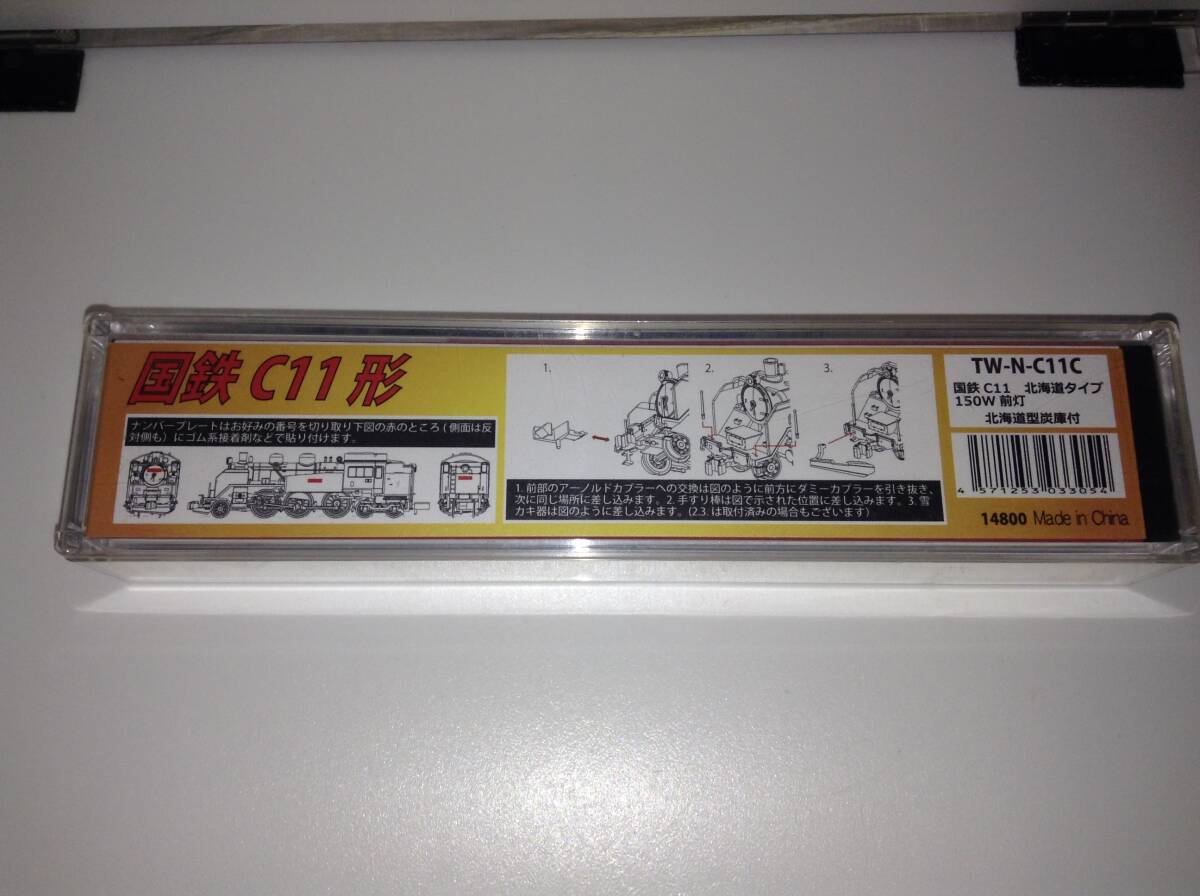 国鉄 C11 形
ナンバープレートはお好みの番号を切り取り下図の赤のところ ( 側面は反
対側も ) にゴム系接着剤などで貼り付けます。
1,
2.
3.
1. 前部のアーノルドカプラーへの交換は図のように前方にダミーカプラーを引き抜き、
次に同じ場所に差し込みます。2. 手すり棒は図で示された位置に差し込みます。3. 雪
カキ器は図のように差し込みます。(2.3. は取付済みの場合もございます)
TW-N-C11C
国鉄 C11 北海道タイプ
150W 前灯
北海道型炭庫付
4 571253 033054
14800 Made in China